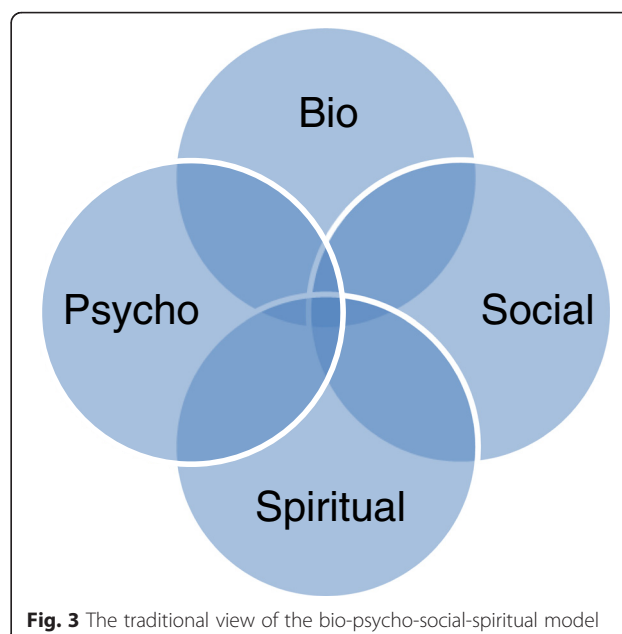 Bio
Psycho
Social
Spiritual
Fig. 3 The traditional view of the bio-psycho-social-spiritual model